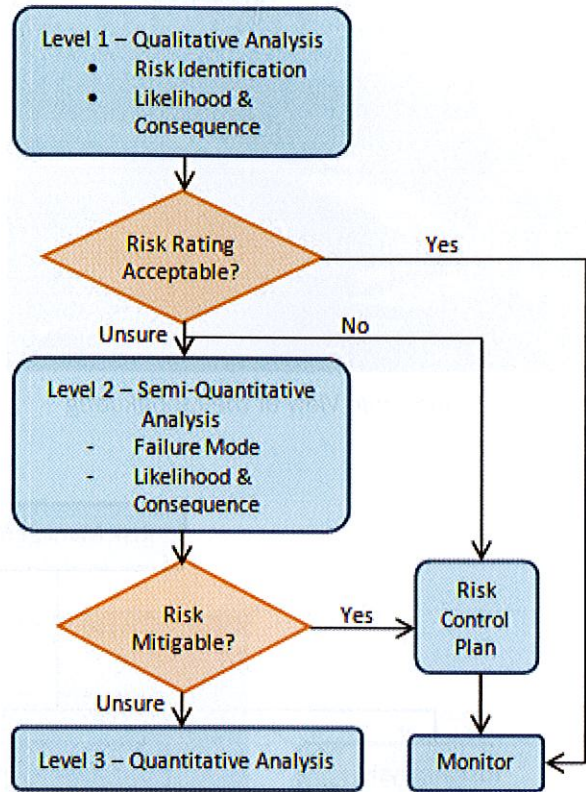 Level 1 – Qualitative Analysis
• Risk Identification
• Likelihood &
Consequence
Risk Rating
Acceptable?
Yes
Unsure
No
Level 2 – Semi-Quantitative
Analysis
- Failure Mode
- Likelihood &
Consequence
Risk
Mitigable?
Yes
Risk
Control
Plan
Unsure
Level 3 – Quantitative Analysis
Monitor